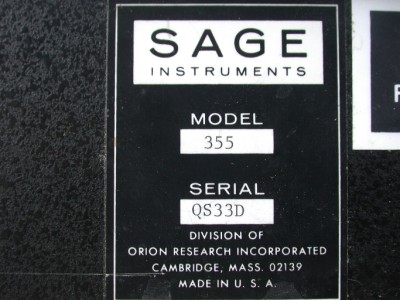 SAGE
INSTRUMENTS
MODEL
355
SERIAL
QS33D
DIVISION OF
ORION RESEARCH INCORPORATED
CAMBRIDGE, MASS. 02139
MADE IN U. S. A.